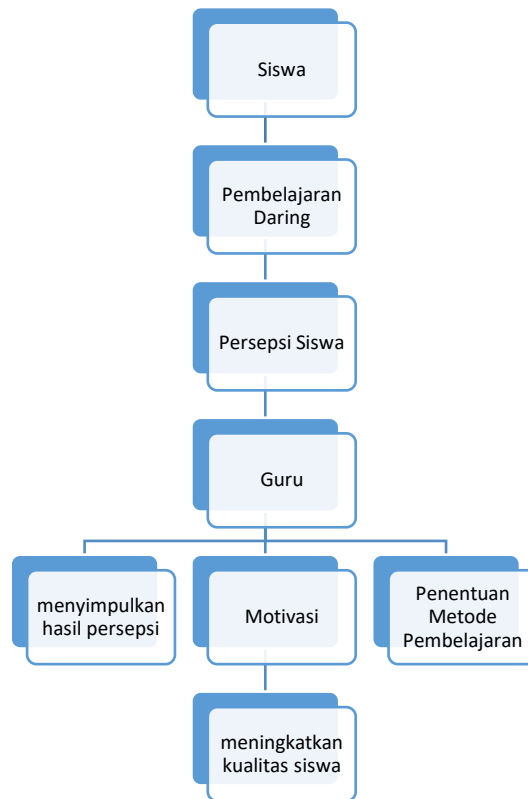 Siswa
Pembelajaran
Daring
Persepsi Siswa
Guru
menyimpulkan
hasil persepsi
Motivasi
Penentuan
Metode
Pembelajaran
meningkatkan
kualitas siswa